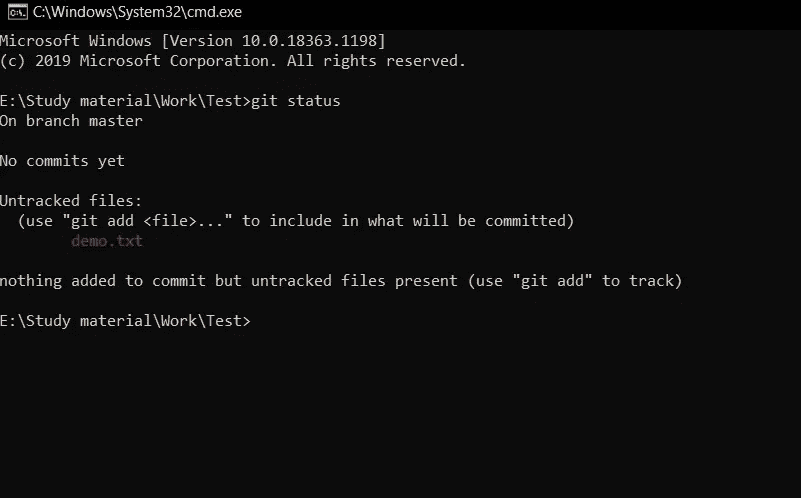 C:\Windows\System32\cmd.exe
Microsoft Windows [Version 10.0.18363.1198]
(c) 2019 Microsoft Corporation. All rights reserved.
E:\Study material\Work\Test>git status
On branch master
No commits yet
Untracked files:
(use "git add <file>..." to include in what will be committed)
demo.txt
nothing added to commit but untracked files present (use "git add" to track)
E:\Study material\Work\Test>